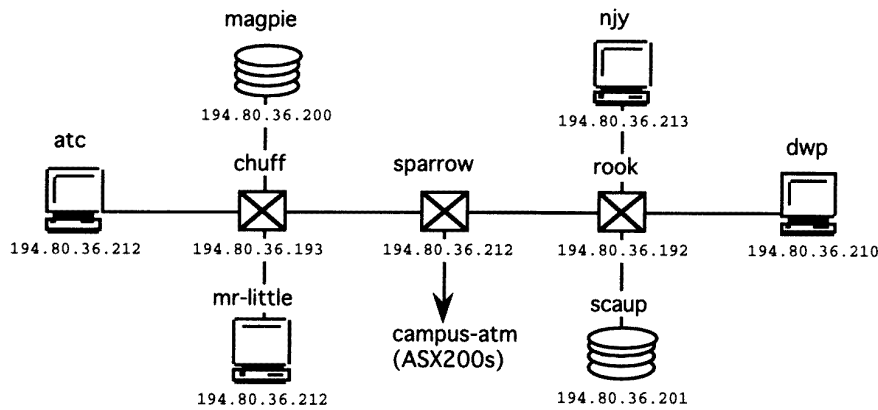 magpie
194.80.36.200
njy
194.80.36.213
atc
194.80.36.212
chuff
194.80.36.193
sparrow
194.80.36.212
rook
194.80.36.192
dwp
194.80.36.210
mr-little
194.80.36.212
campus-atm
(ASX200s)
scaup
194.80.36.201